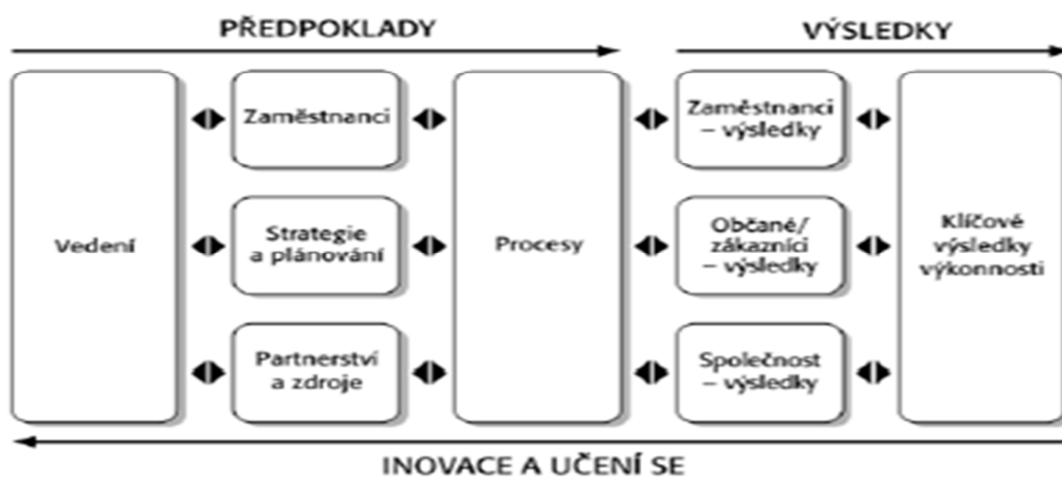 PŘEDPOKLADY
VÝSLEDKY
Vedení
Zaměstnanci
Strategie
a plánování
Partnerství
a zdroje
Procesy
Zaměstnanci
– výsledky
Občané/
zákazníci
– výsledky
Společnost
– výsledky
Klíčové
výsledky
výkonnosti
INOVACE A UČENÍ SE